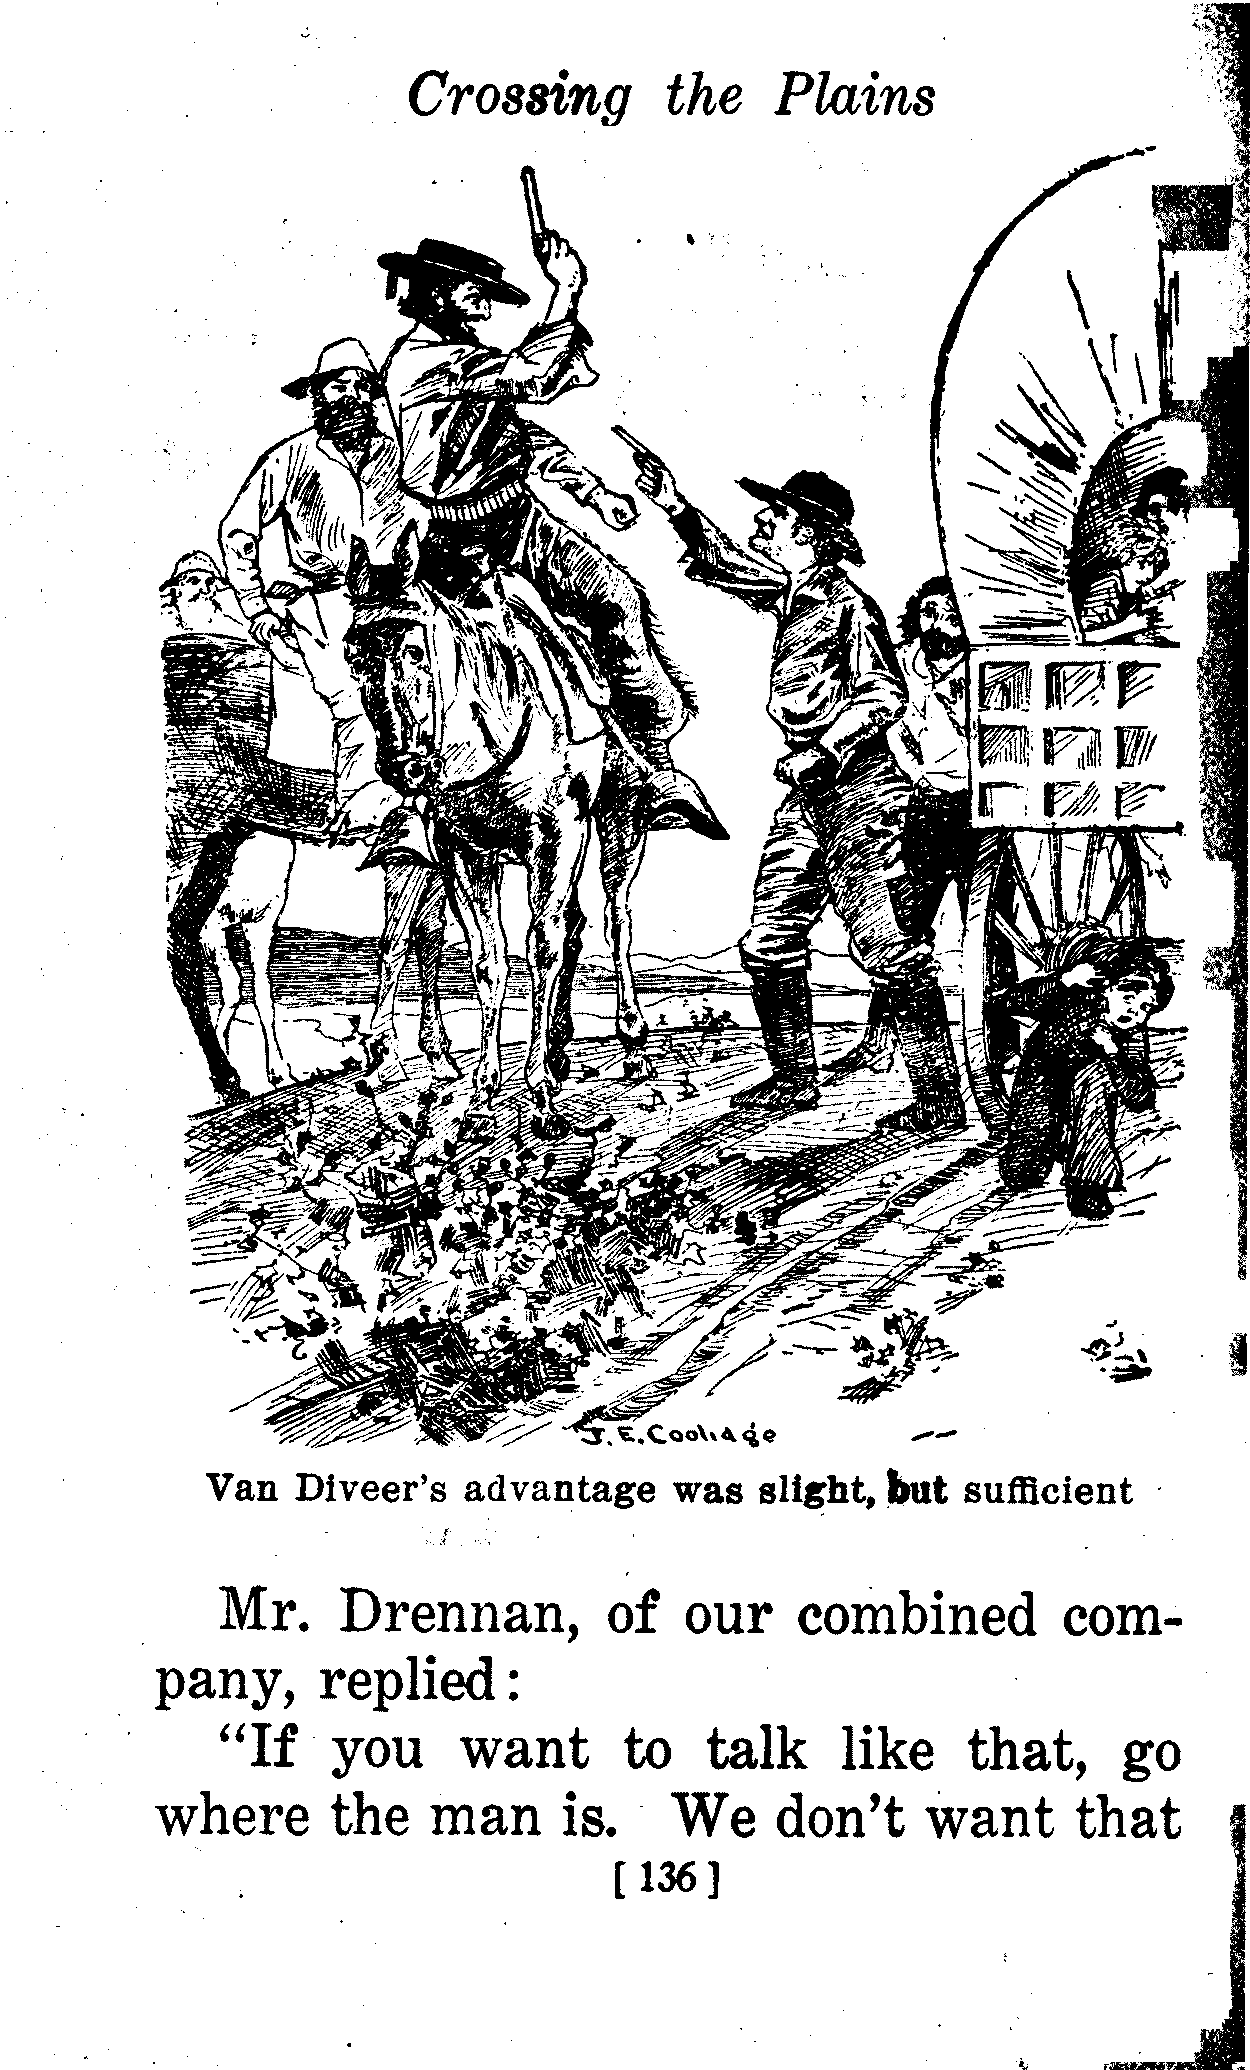 Crossing the Plains
J. E. Coolidge
Van Diveer's advantage was slight, but sufficient
Mr. Drennan, of our combined com-
pany, replied:
“If you want to talk like that, go
where the man is. We don't want that
[ 136 ]